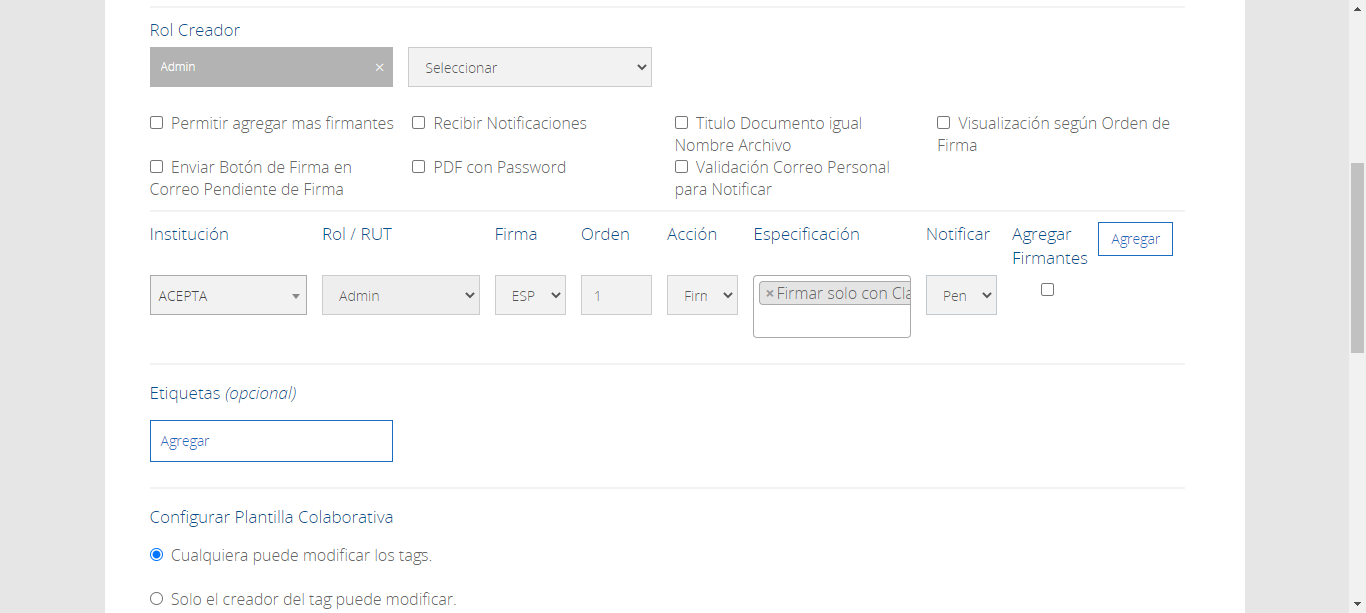 Rol Creador
Admin ×
Seleccionar
Permitir agregar mas firmantes
Recibir Notificaciones
Titulo Documento igual
Nombre Archivo
Visualización según Orden de
Firma
Enviar Botón de Firma en
Correo Pendiente de Firma
PDF con Password
Validación Correo Personal
para Notificar
Institución Rol / RUT Firma Orden Acción Especificación Notificar Agregar
Firmantes
Agregar
ACEPTA Admin ESP 1 Firn ×Firmar solo con Cla Pen
Etiquetas (opcional)
Agregar
Configurar Plantilla Colaborativa
Cualquiera puede modificar los tags.
Solo el creador del tag puede modificar.